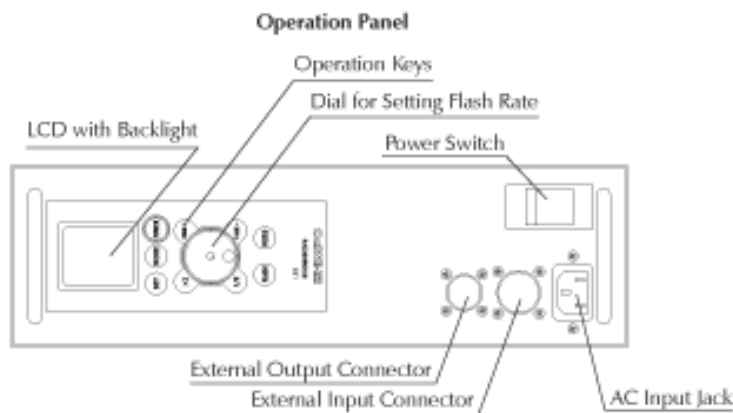 Operation Panel
Operation Keys
Dial for Setting Flash Rate
LCD with Backlight
Power Switch
External Output Connector
External Input Connector
AC Input Jack